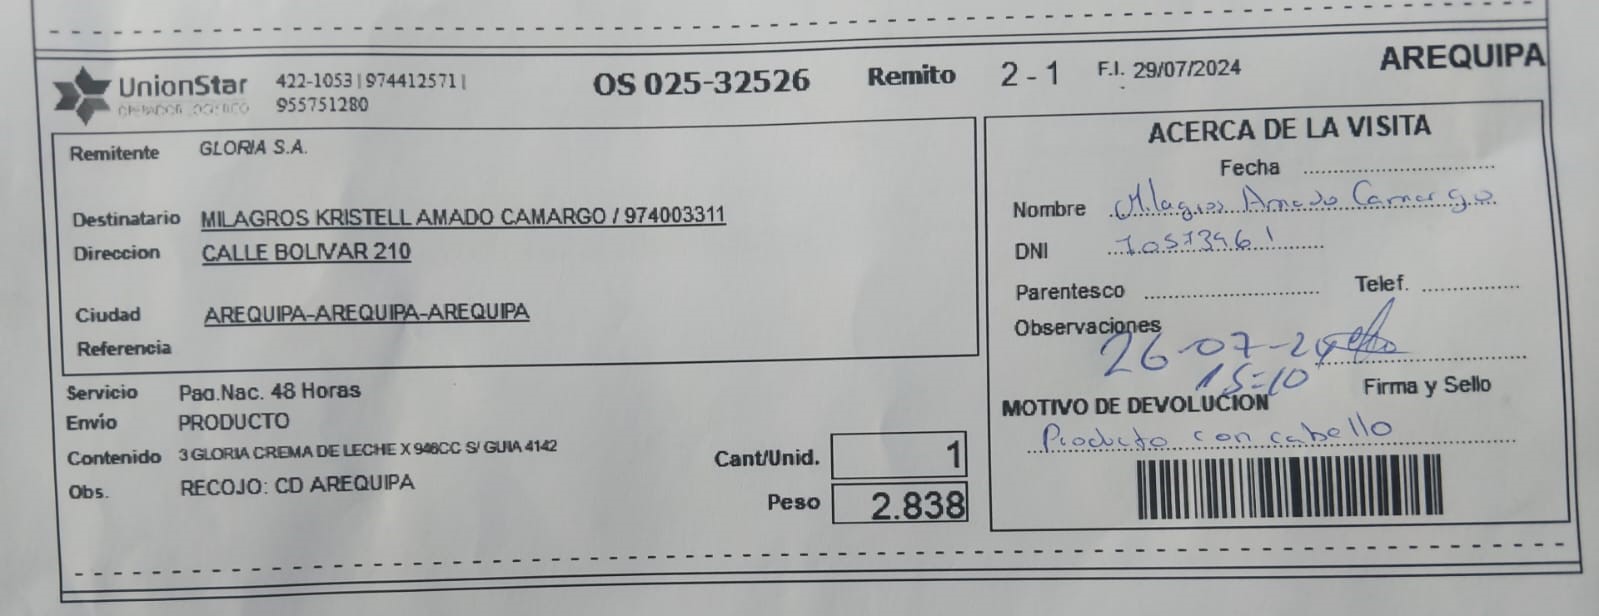 UnionStar
OPERADOR LOGISTICO
422-1053 | 974412571 |
955751280
OS 025-32526
Remito 2 - 1
F.I. 29/07/2024
AREQUIPA
Remitente GLORIA S.A.
Destinatario MILAGROS KRISTELL AMADO CAMARGO / 974003311
Direccion CALLE BOLIVAR 210
Ciudad AREQUIPA-AREQUIPA-AREQUIPA
Referencia
Servicio Paq.Nac. 48 Horas
Envío PRODUCTO
Contenido 3 GLORIA CREMA DE LECHE X 946CC S/ GUIA 4142
Obs. RECOJO: CD AREQUIPA
Cant/Unid. 1
Peso 2.838
ACERCA DE LA VISITA
Fecha
Nombre Milagros Amado Camargo
DNI 70573961
Parentesco Telef.
Observaciones
26-07-24
15:10
Firma y Sello
MOTIVO DE DEVOLUCION
Producto con cabello